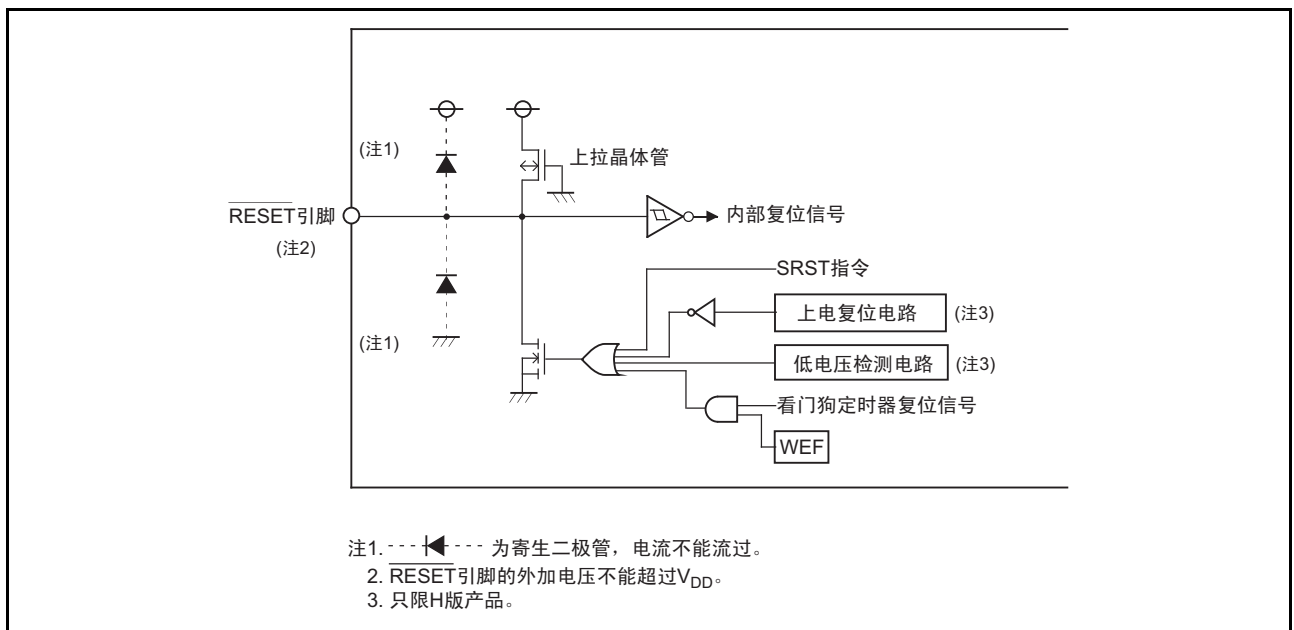 (注1)
上拉晶体管
RESET引脚
内部复位信号
(注2)
SRST指令
上电复位电路 (注3)
(注1)
低电压检测电路 (注3)
看门狗定时器复位信号
WEF
注1. 为寄生二极管，电流不能流过。
2. RESET引脚的外加电压不能超过VDD。
3. 只限H版产品。